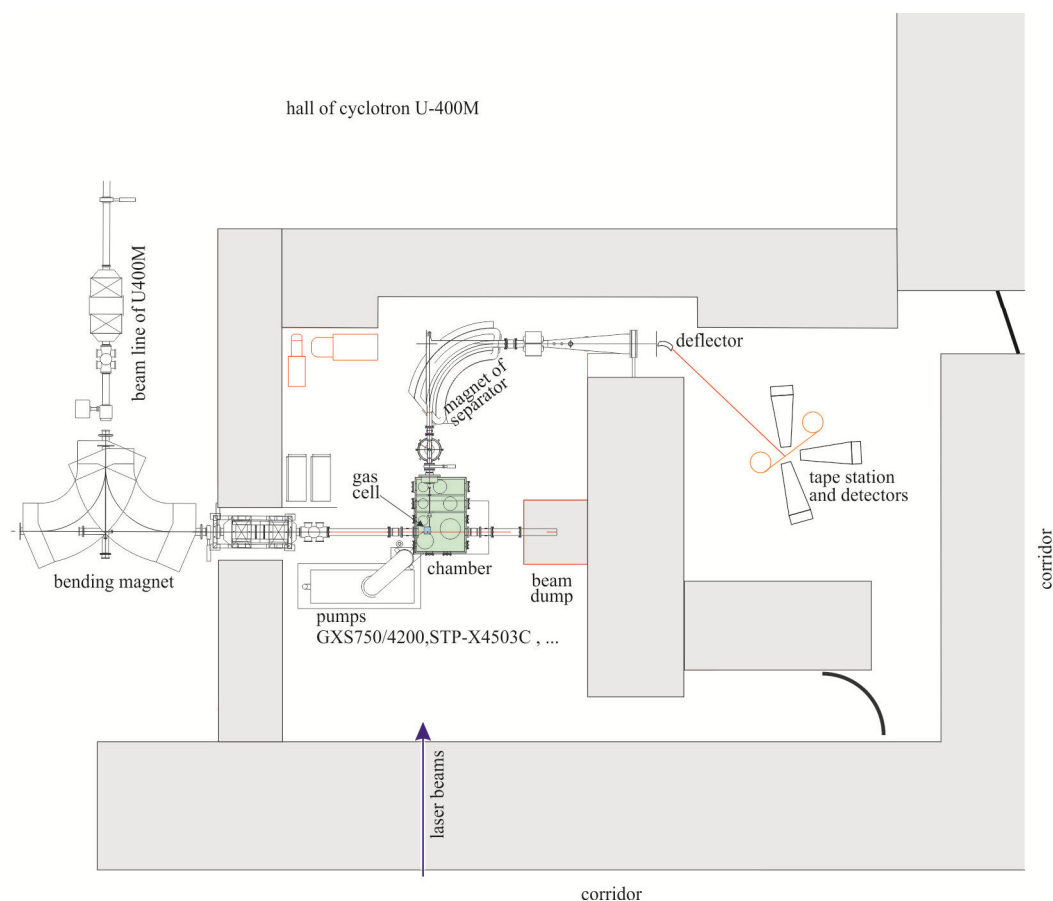 hall of cyclotron U-400M
beam line of U400M
deflector
magnet of
separator
gas
cell
tape station
and detectors
bending magnet
chamber
beam
dump
pumps
GXS750/4200,STP-X4503C , ...
corridor
laser beams
corridor